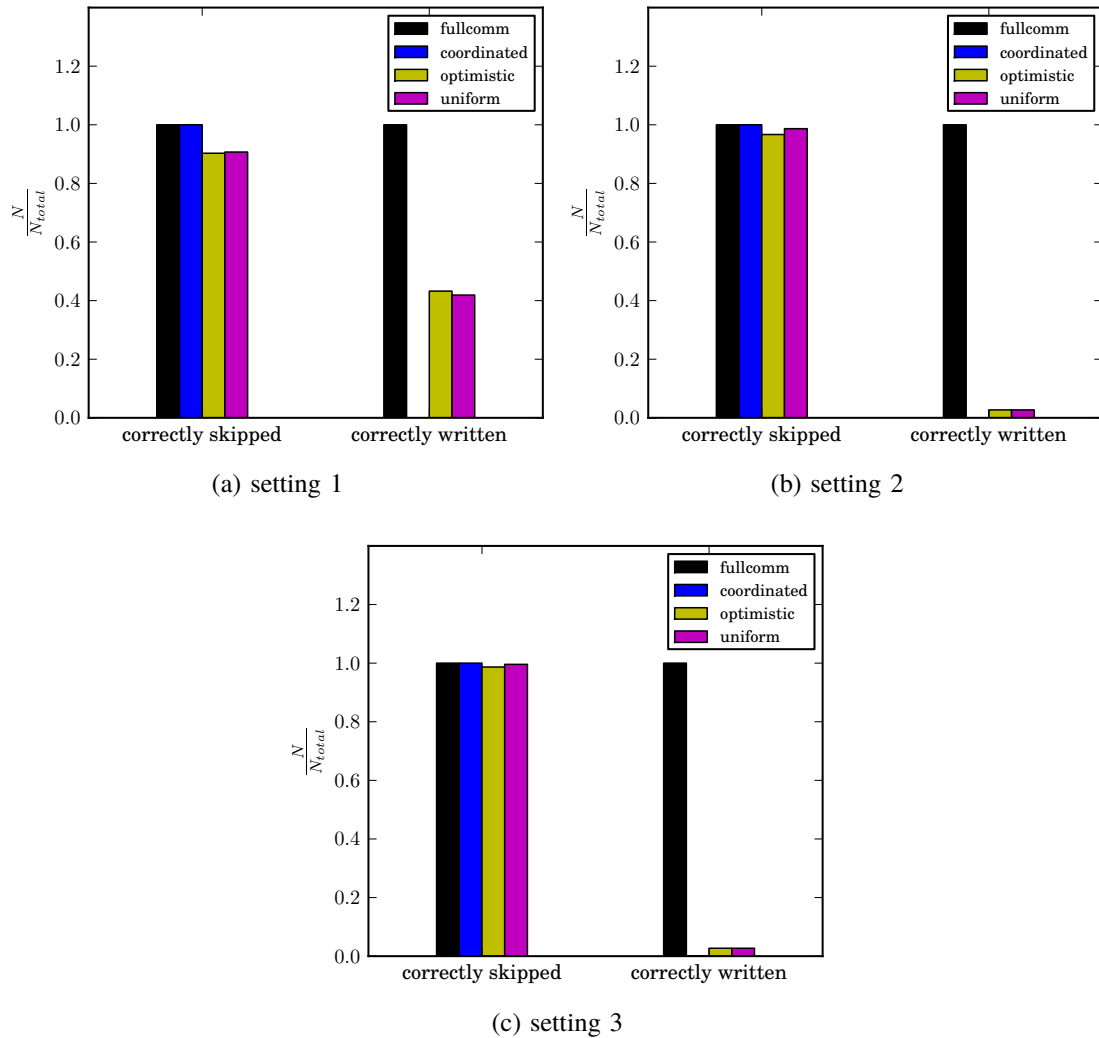 fullcomm
coordinated
optimistic
uniform
1.2
1.0
0.8
0.6
0.4
0.2
0.0
N
N_total
correctly skipped correctly written
(a) setting 1
fullcomm
coordinated
optimistic
uniform
1.2
1.0
0.8
0.6
0.4
0.2
0.0
N
N_total
correctly skipped correctly written
(b) setting 2
fullcomm
coordinated
optimistic
uniform
1.2
1.0
0.8
0.6
0.4
0.2
0.0
N
N_total
correctly skipped correctly written
(c) setting 3